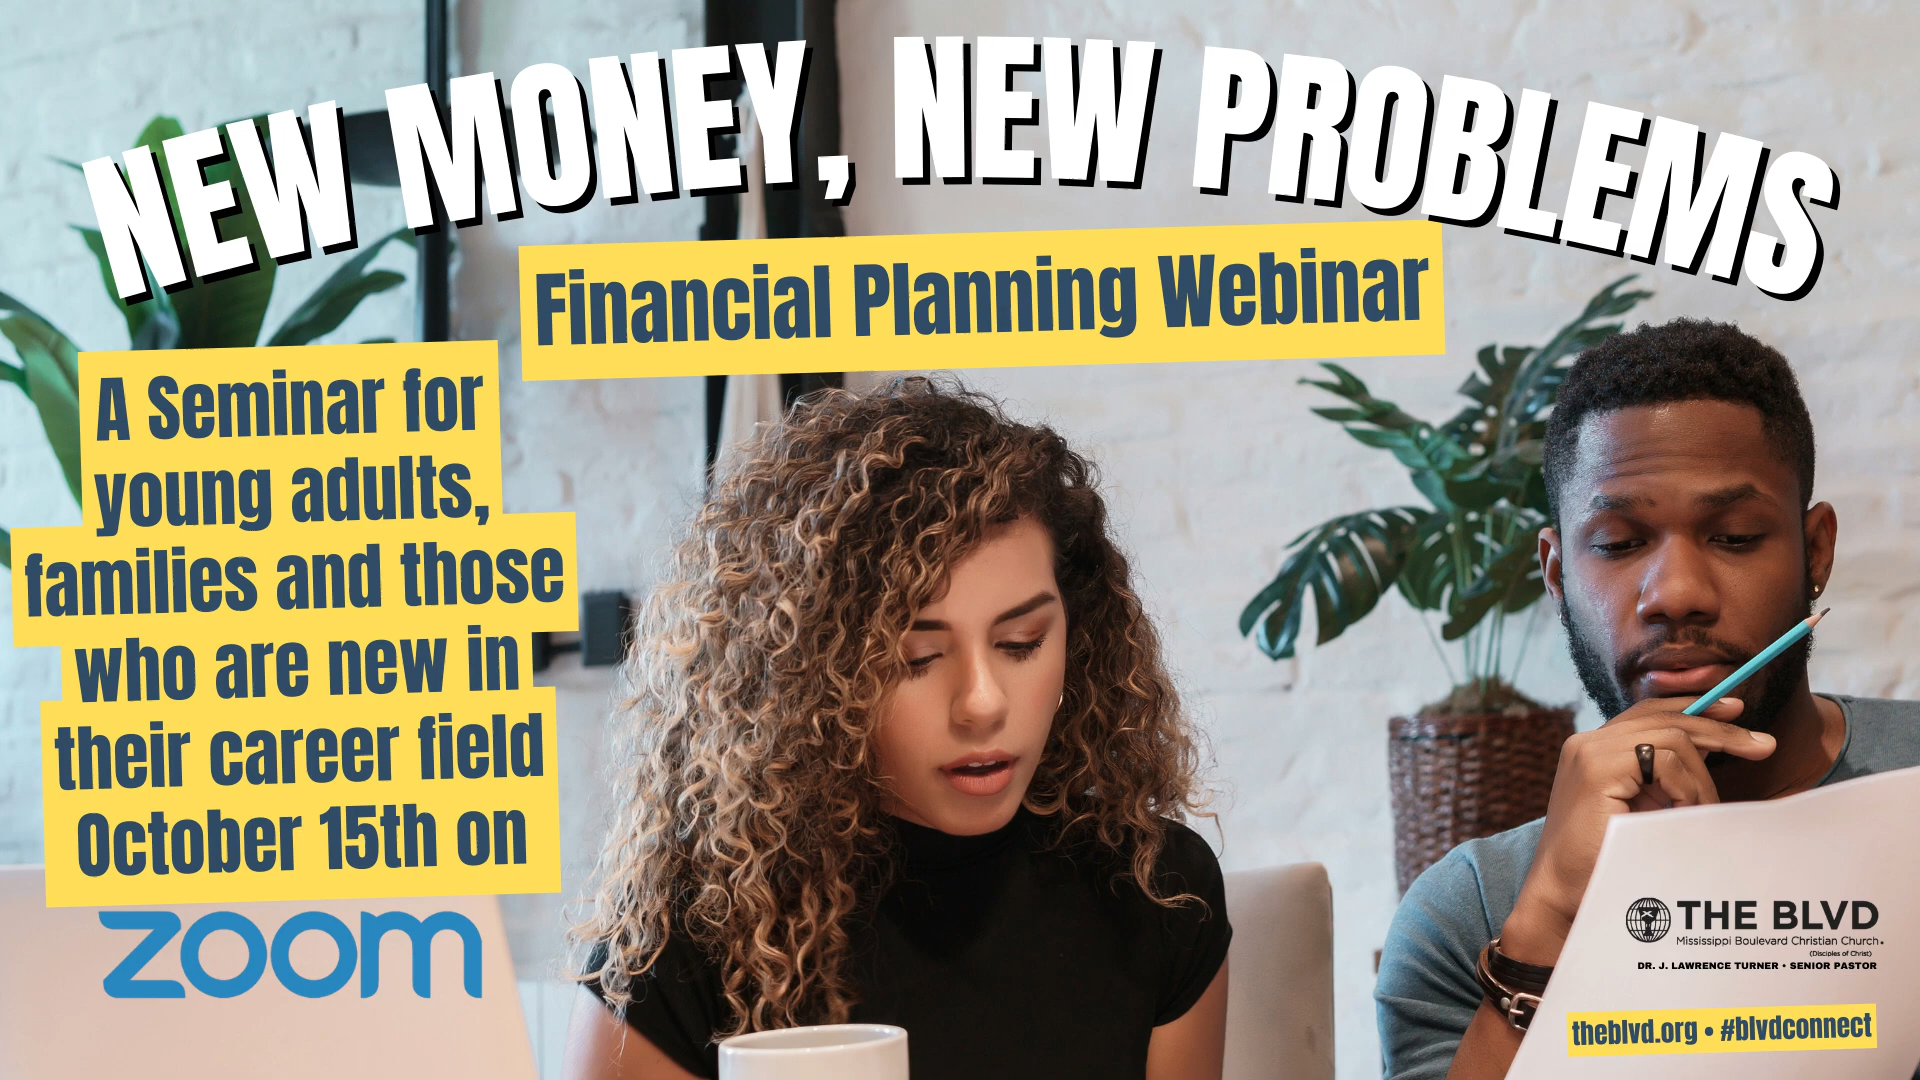 NEW MONEY, NEW PROBLEMS
Financial Planning Webinar
A Seminar for
young adults,
families and those
who are new in
their career field
October 15th on
zoom
THE BLVD
Mississippi Boulevard Christian Church.
(Disciples of Christ)
DR. J. LAWRENCE TURNER • SENIOR PASTOR
theblvd.org • #blvdconnect